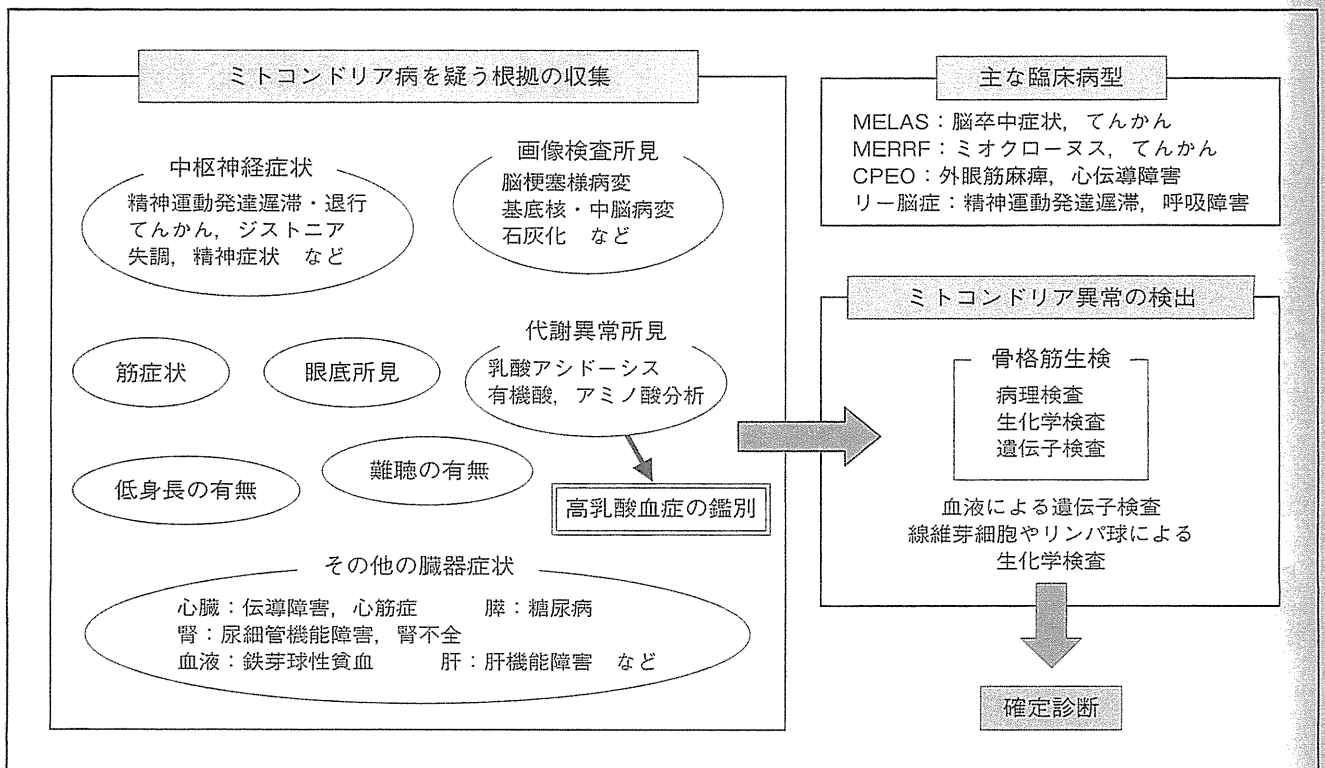 ミトコンドリア病を疑う根拠の収集
中枢神経症状
精神運動発達遅滞・退行
てんかん，ジストニア
失調，精神症状　など
画像検査所見
脳梗塞様病変
基底核・中脳病変
石灰化　など
筋症状
眼底所見
代謝異常所見
乳酸アシドーシス
有機酸，アミノ酸分析
低身長の有無
難聴の有無
高乳酸血症の鑑別
その他の臓器症状
心臓：伝導障害，心筋症　　膵：糖尿病
腎：尿細管機能障害，腎不全
血液：鉄芽球性貧血　　肝：肝機能障害　など
主な臨床病型
MELAS：脳卒中症状，てんかん
MERRF：ミオクローヌス，てんかん
CPEO：外眼筋麻痺，心伝導障害
リー脳症：精神運動発達遅滞，呼吸障害
ミトコンドリア異常の検出
骨格筋生検
病理検査
生化学検査
遺伝子検査
血液による遺伝子検査
線維芽細胞やリンパ球による
生化学検査
確定診断